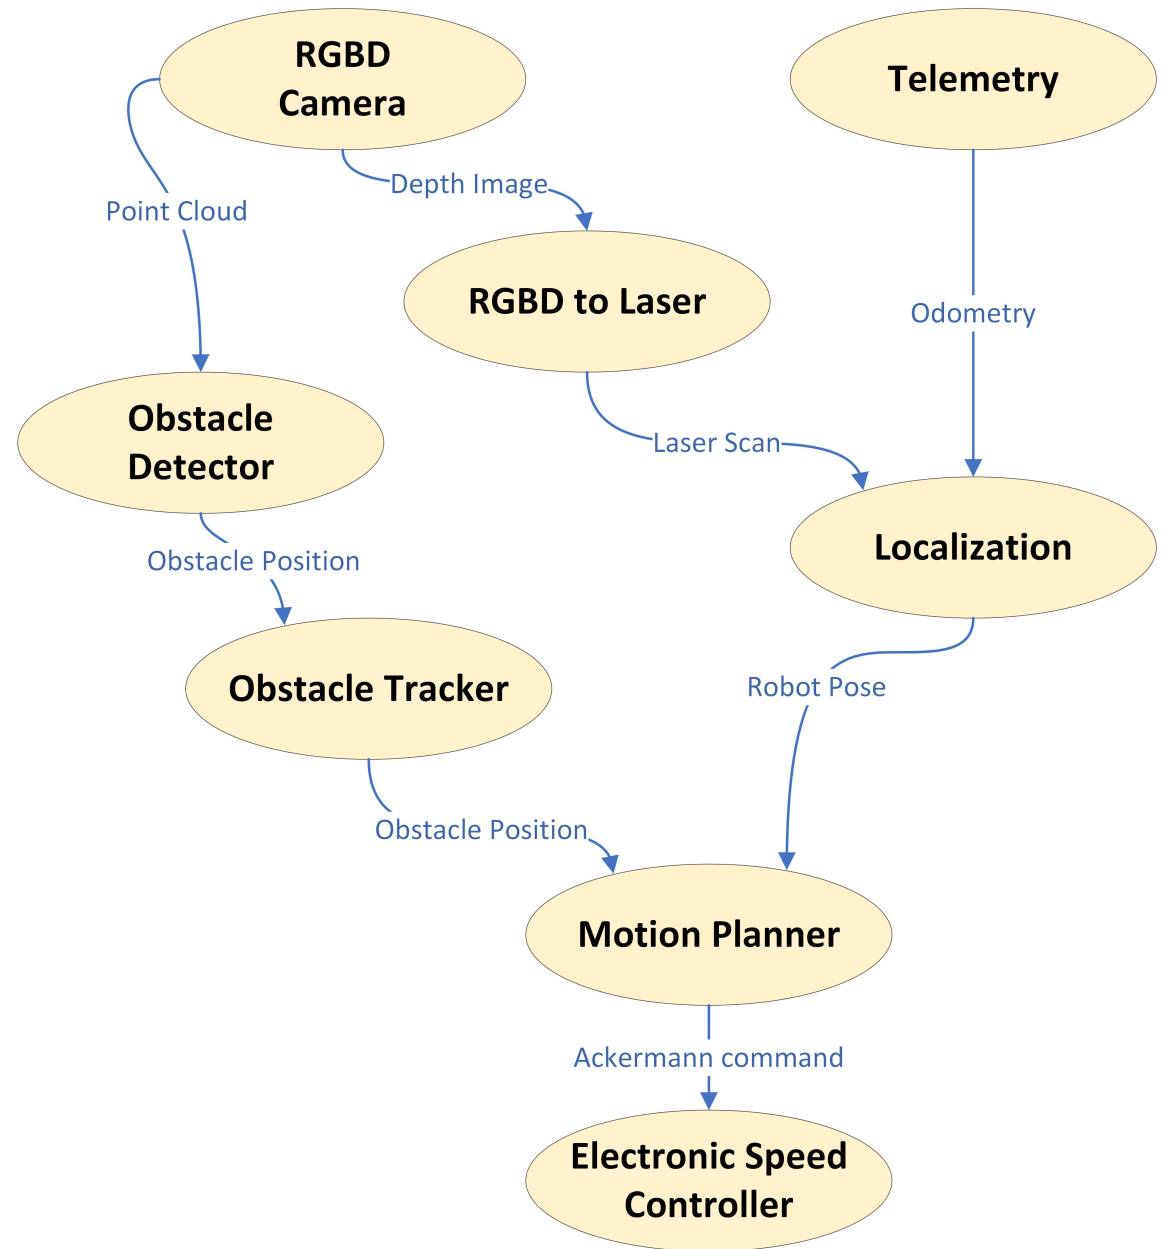 RGBD
Camera
Telemetry
Depth Image
Point Cloud
RGBD to Laser
Odometry
Obstacle
Detector
Laser Scan
Localization
Obstacle Position
Obstacle Tracker
Robot Pose
Obstacle Position
Motion Planner
Ackermann command
Electronic Speed
Controller